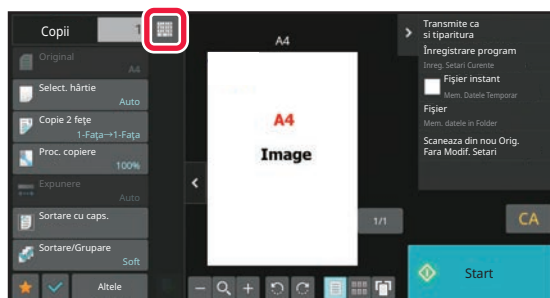 Copii
1
Original
A4
Select. hârtie
Auto
Copie 2 fețe
1-Fața→1-Fața
Proc. copiere
100%
Expunere
Auto
Sortare cu caps.
Sortare/Grupare
Soft
Altele
A4
A4
Image
1/1
Transmite ca
si tiparitura
Înregistrare program
Inreg. Setari Curente
Fișier instant
Mem. Datele Temporar
Fișier
Mem. datele in Folder
Scaneaza din nou Orig.
Fara Modif. Setari
CA
Start